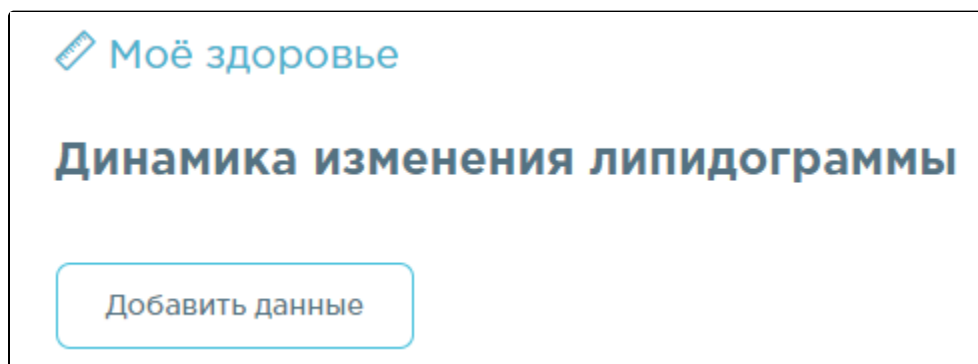 Моё здоровье
Динамика изменения липидограммы
Добавить данные